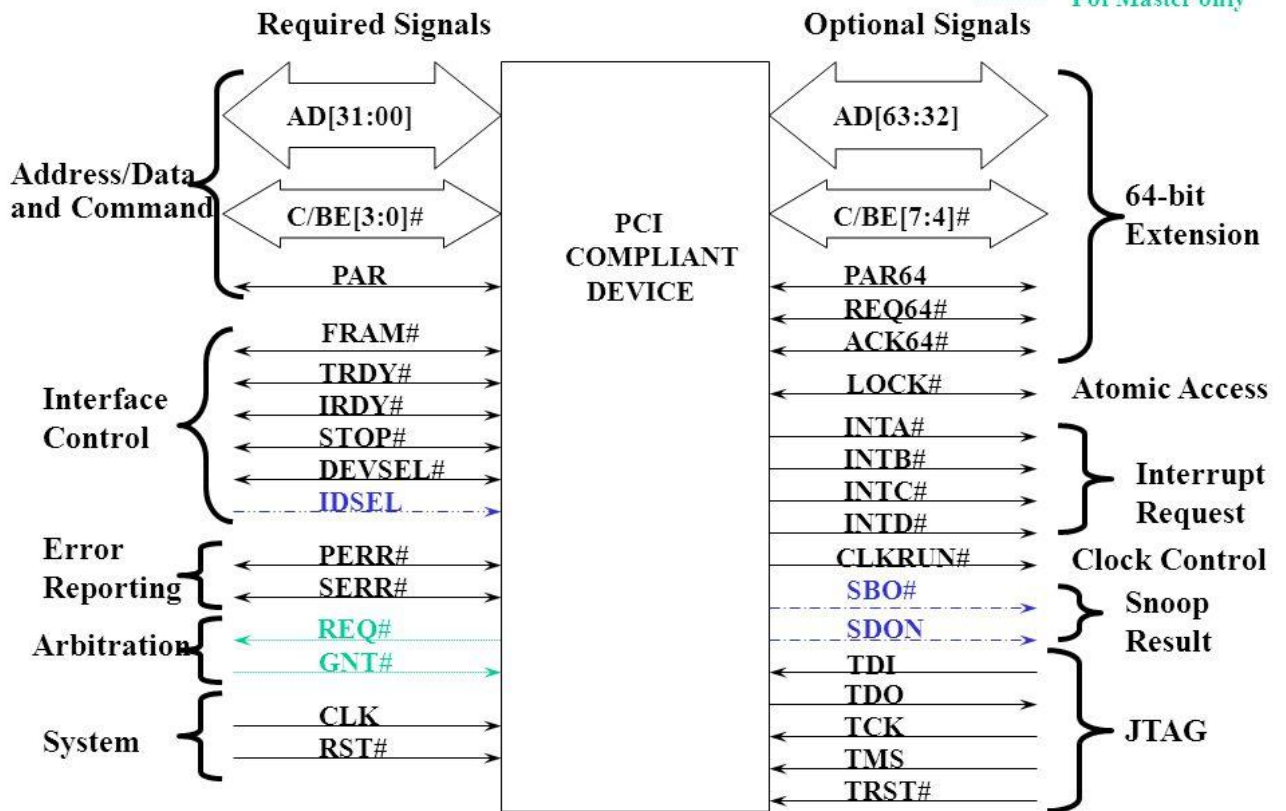 For Master only
Required Signals
Optional Signals
AD[31:00]
AD[63:32]
Address/Data
and Command
C/BE[3:0]#
PCI
COMPLIANT
DEVICE
C/BE[7:4]#
64-bit
Extension
PAR
PAR64
REQ64#
ACK64#
Interface
Control
FRAM#
TRDY#
IRDY#
STOP#
DEVSEL#
IDSEL
LOCK#
Atomic Access
INTA#
INTB#
INTC#
INTD#
Interrupt
Request
Error
Reporting
PERR#
SERR#
CLKRUN#
Clock Control
SBO#
SDON
Snoop
Result
Arbitration
REQ#
GNT#
System
CLK
RST#
TDI
TDO
TCK
TMS
TRST#
JTAG